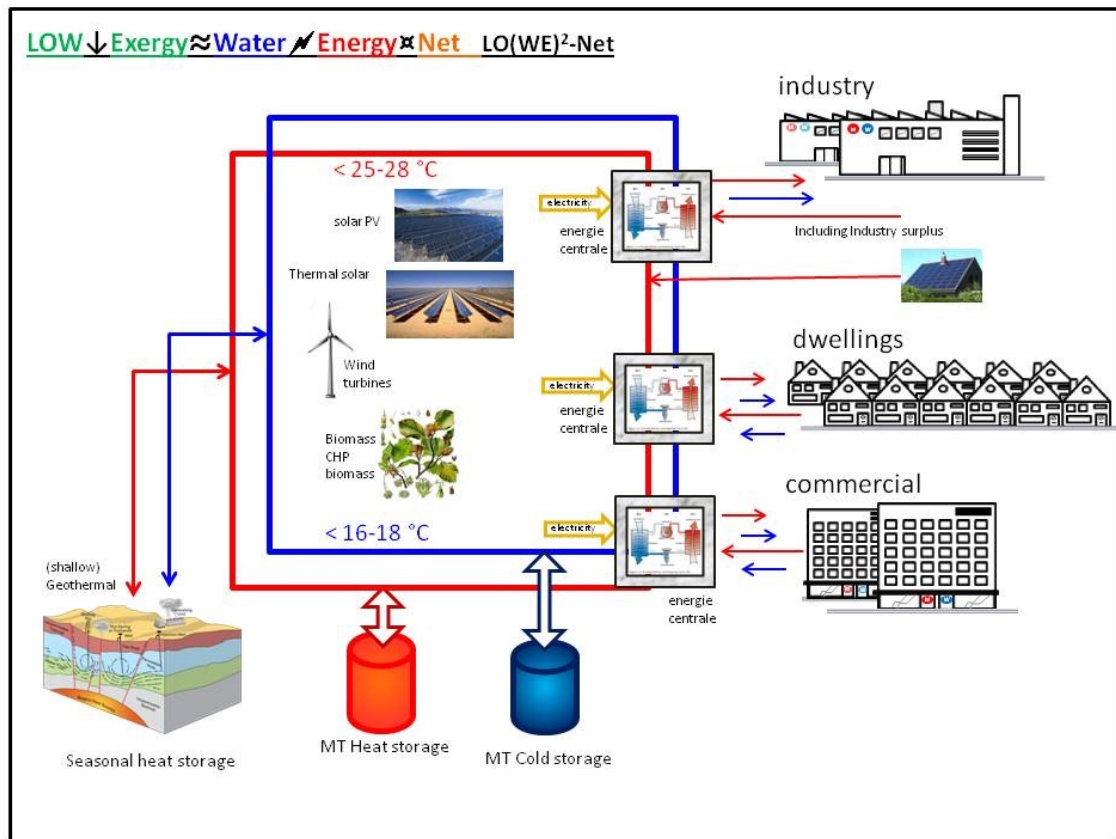 LOW↓Exergy≈Water⚡Energy¤Net LO(WE)²-Net
industry
< 25-28 °C
electricity
solar PV
energie
centrale
Including Industry surplus
Thermal solar
dwellings
Wind
turbines
electricity
energie
centrale
Biomass
CHP
biomass
commercial
< 16-18 °C
electricity
(shallow)
Geothermal
energie
centrale
MT Heat storage
MT Cold storage
Seasonal heat storage